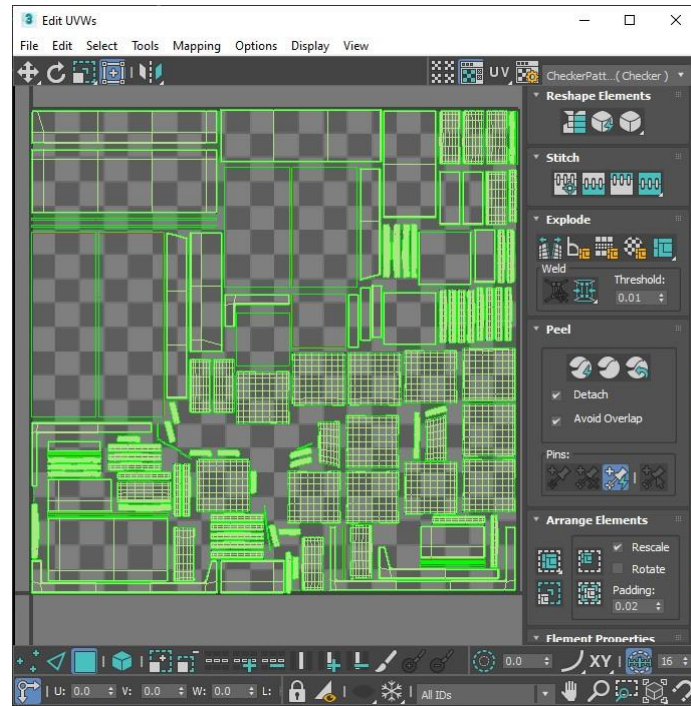 3 Edit UVWs
File Edit Select Tools Mapping Options Display View
UV CheckerPatt...( Checker )
Reshape Elements
Stitch
Explode
Weld
Threshold:
0.01
Peel
Detach
Avoid Overlap
Pins:
Arrange Elements
Rescale
Rotate
Padding:
0.02
Element Properties
0.0 XY 16
U: 0.0 V: 0.0 W: 0.0 L: All IDs